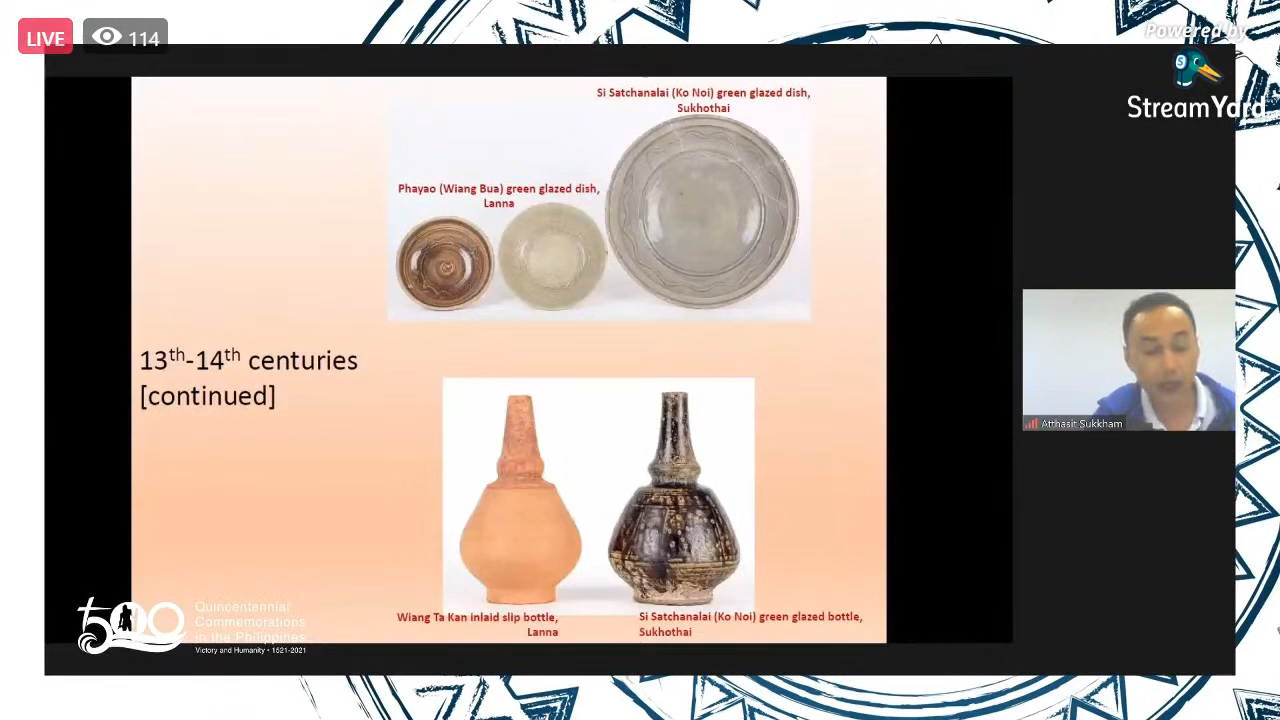 LIVE
114
Powered by
StreamYard
Si Satchanalai (Ko Noi) green glazed dish,
Sukhothai
Phayao (Wiang Bua) green glazed dish,
Lanna
13th-14th centuries
[continued]
Atthasit Sukkham
Wiang Ta Kan inlaid slip bottle,
Lanna
Si Satchanalai (Ko Noi) green glazed bottle,
Sukhothai
500
Quincentennial
Commemorations
in the Philippines
Victory and Humanity • 1521-2021